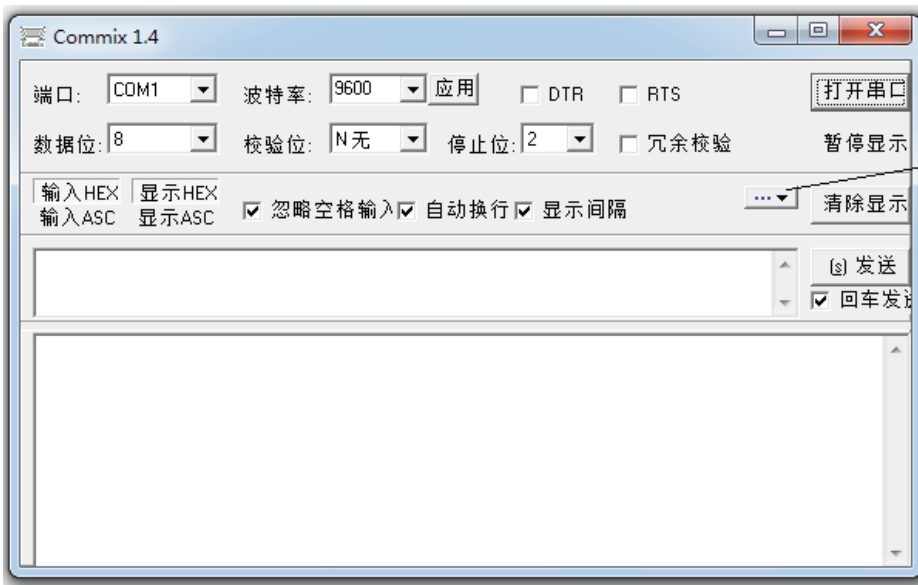 Commix 1.4
端口: COM1 波特率: 9600 应用 DTR RTS 打开串口
数据位: 8 校验位: N无 停止位: 2 冗余校验 暂停显示
输入HEX 显示HEX
输入ASC 显示ASC 忽略空格输入 自动换行 显示间隔 ... 清除显示
(s) 发送
回车发送